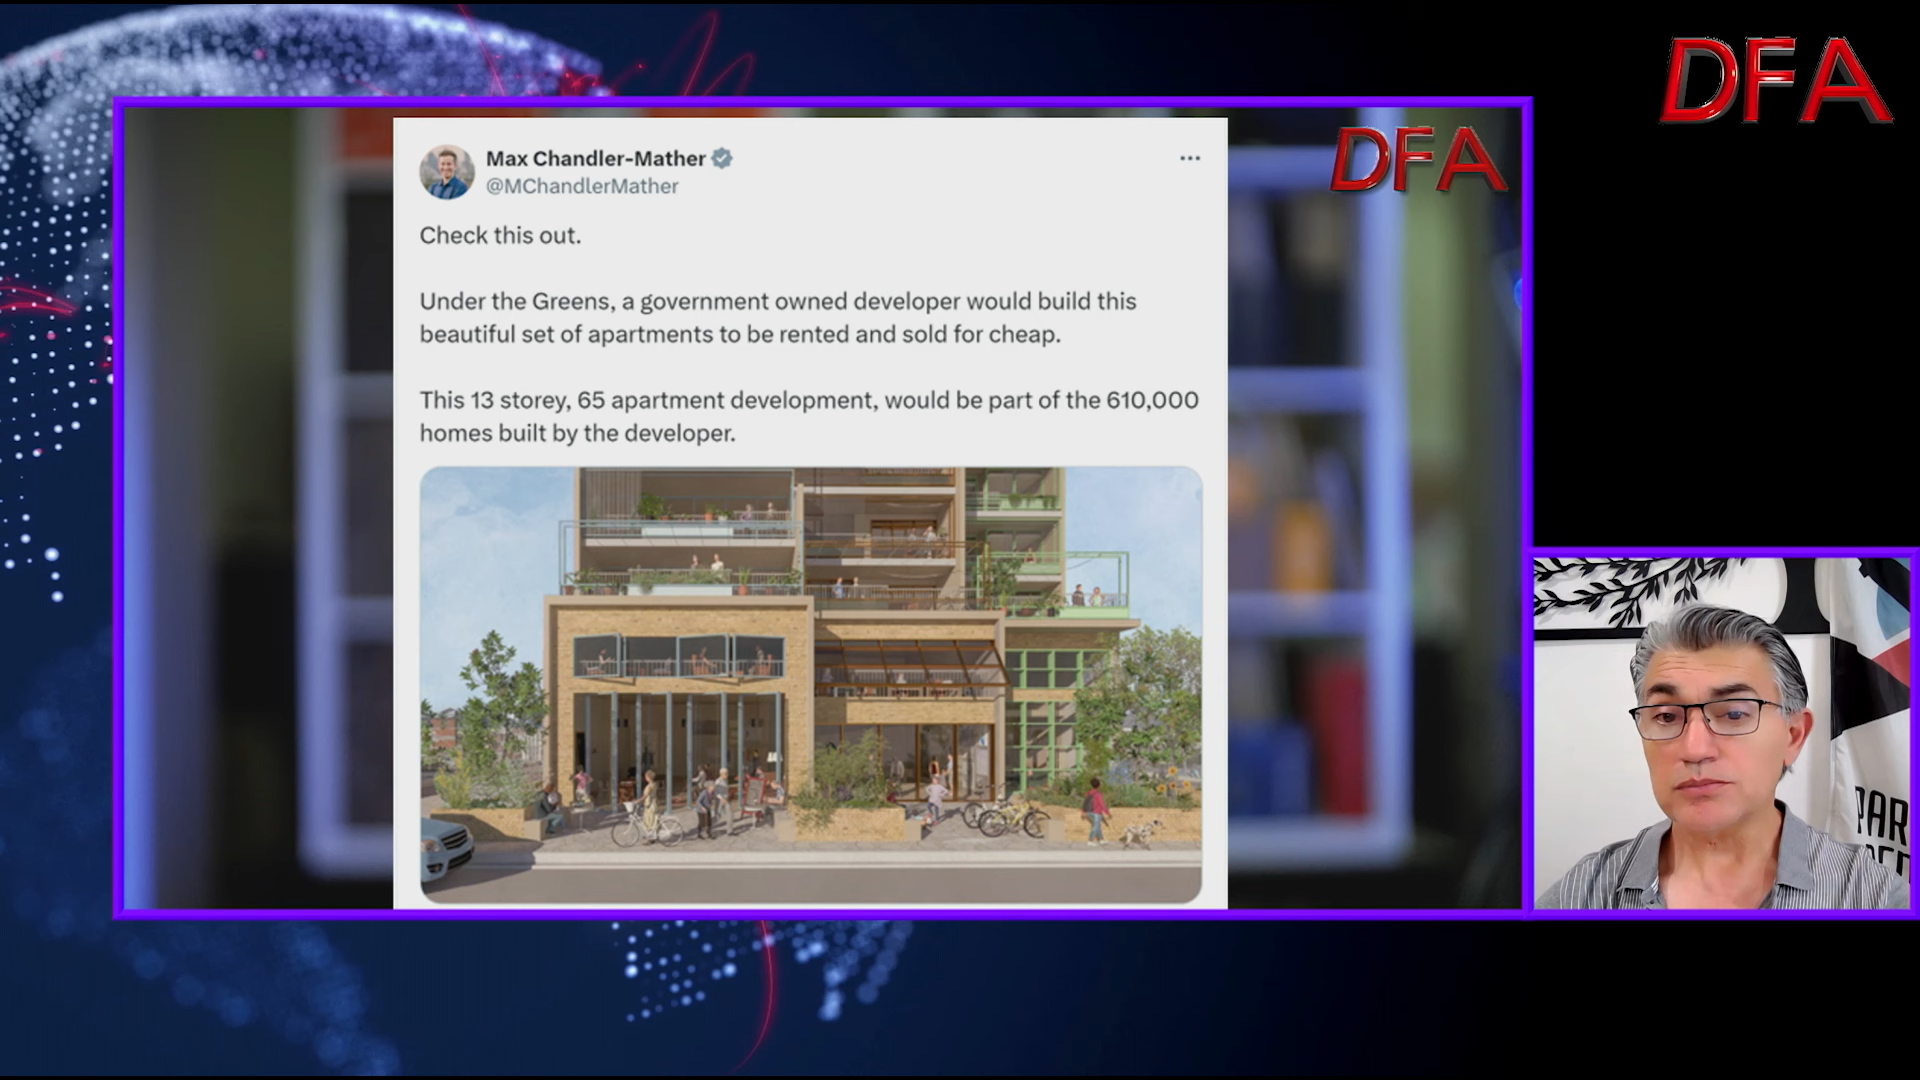 DFA
DFA
Max Chandler-Mather
@MChandlerMather
Check this out.
Under the Greens, a government owned developer would build this
beautiful set of apartments to be rented and sold for cheap.
This 13 storey, 65 apartment development, would be part of the 610,000
homes built by the developer.
PAR